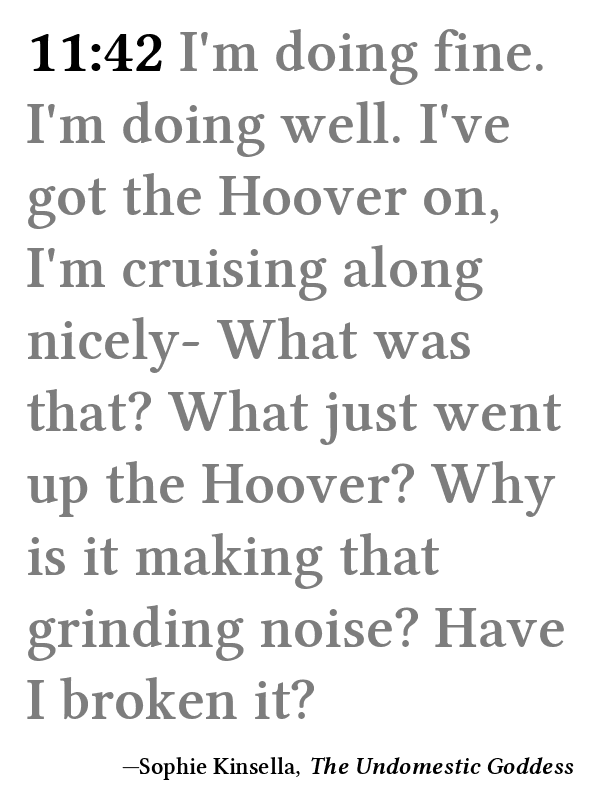 11:42 I'm doing fine.
I'm doing well. I've
got the Hoover on,
I'm cruising along
nicely- What was
that? What just went
up the Hoover? Why
is it making that
grinding noise? Have
I broken it?
—Sophie Kinsella, The Undomestic Goddess